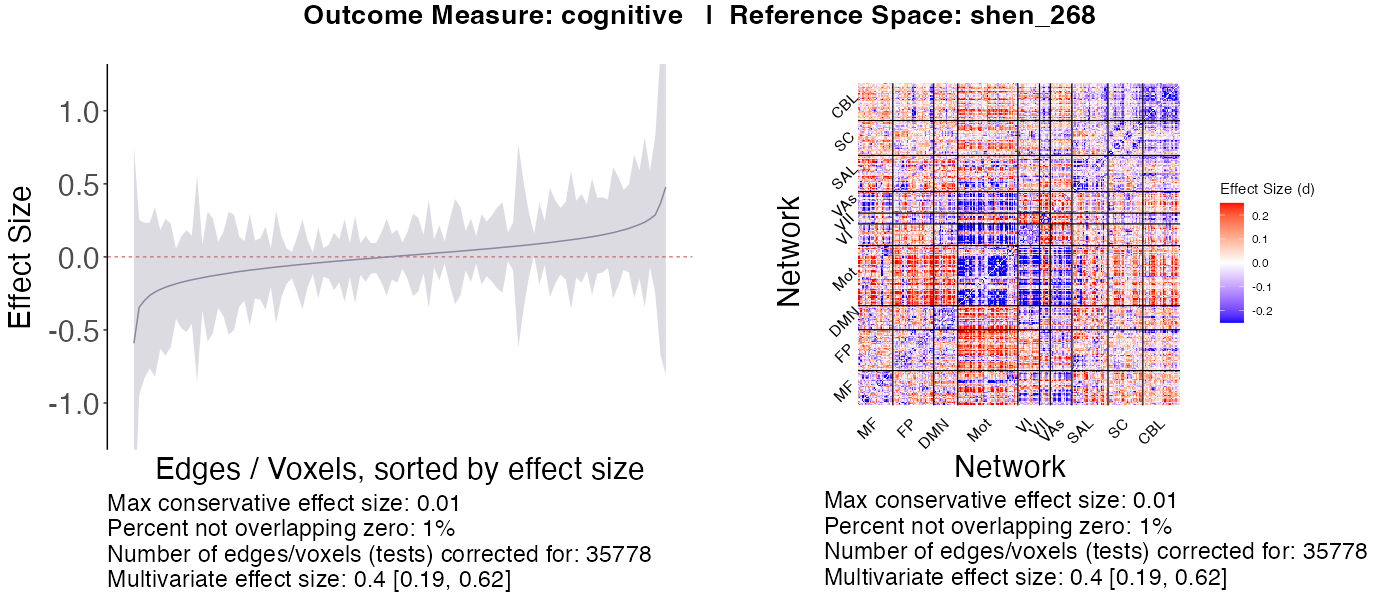 Outcome Measure: cognitive | Reference Space: shen_268
Effect Size
1.0
0.5
0.0
-0.5
-1.0
Edges / Voxels, sorted by effect size
Max conservative effect size: 0.01
Percent not overlapping zero: 1%
Number of edges/voxels (tests) corrected for: 35778
Multivariate effect size: 0.4 [0.19, 0.62]
Network
CBL
SC
SAL
VAs
VII
VI
Mot
DMN
FP
MF
MF
FP
DMN
Mot
VI
VII
VAs
SAL
SC
CBL
Network
Effect Size (d)
0.2
0.1
0.0
-0.1
-0.2
Max conservative effect size: 0.01
Percent not overlapping zero: 1%
Number of edges/voxels (tests) corrected for: 35778
Multivariate effect size: 0.4 [0.19, 0.62]